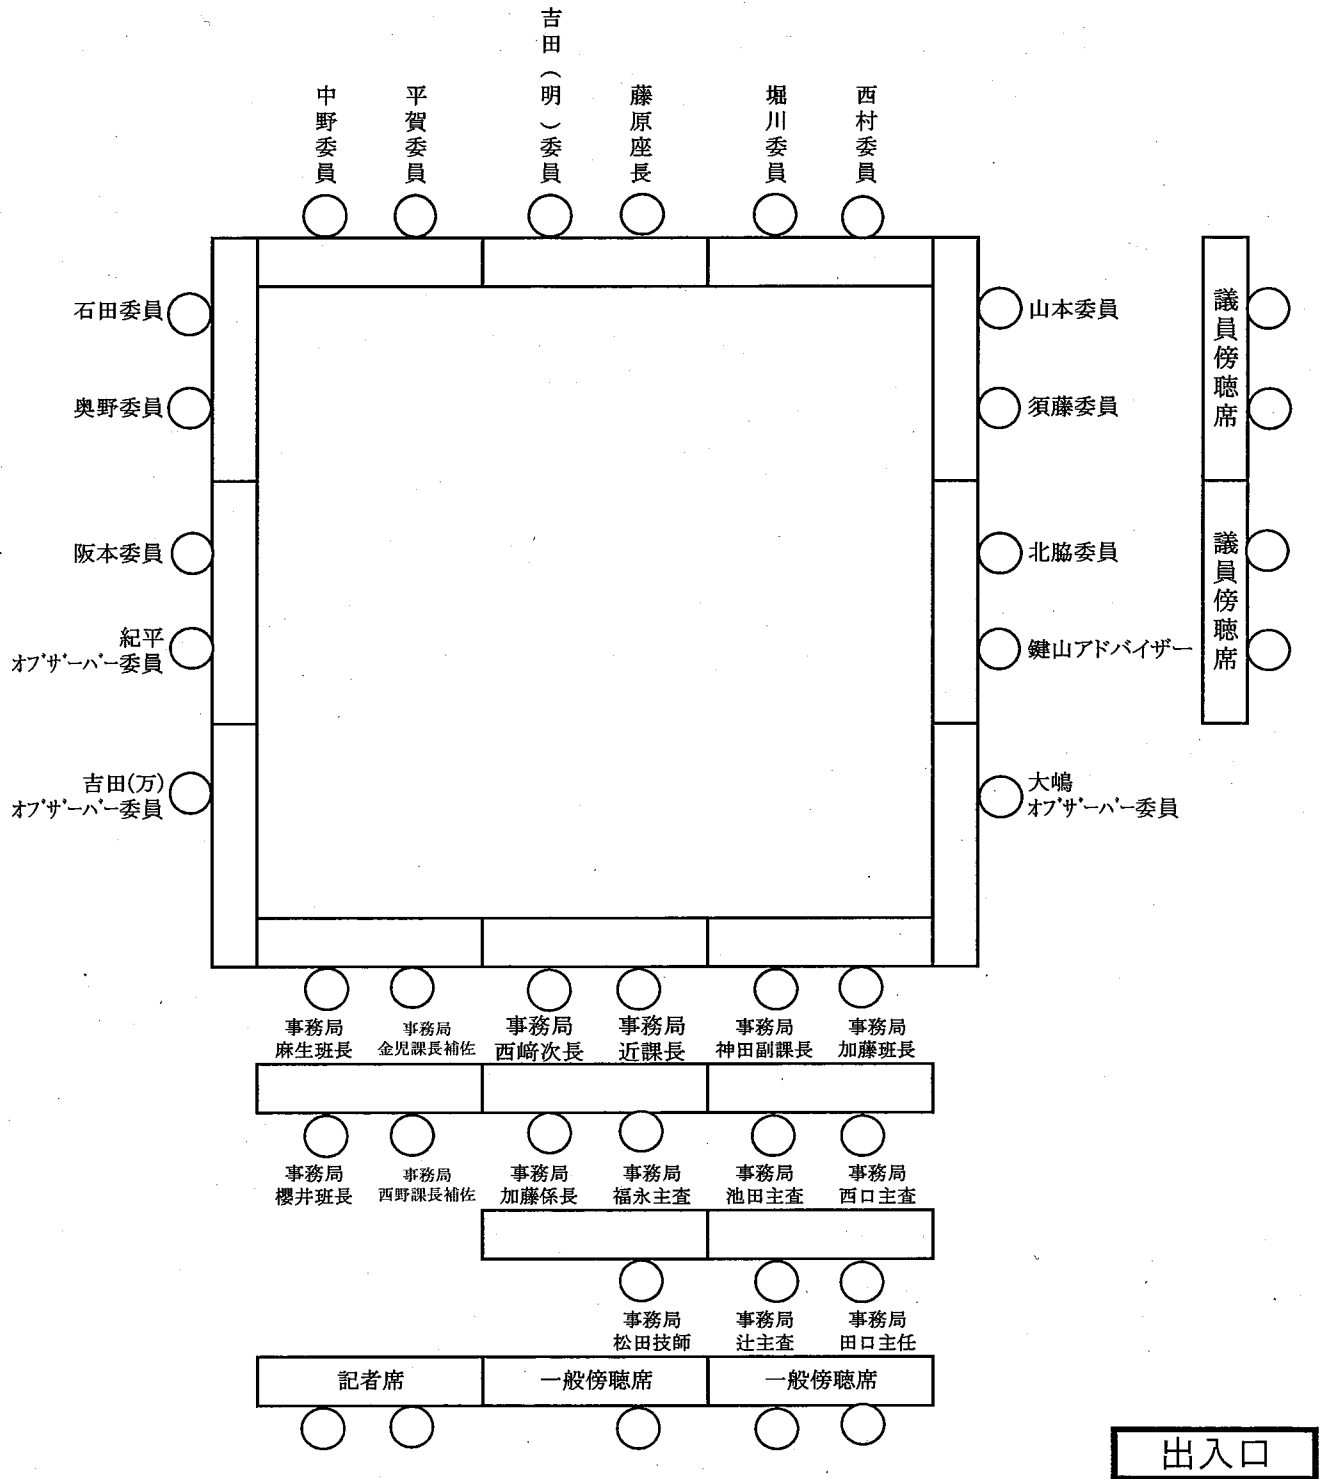 中野委員
平賀委員
吉田（明）委員
藤原座長
堀川委員
西村委員
石田委員
奥野委員
阪本委員
紀平
オブザーバー委員
吉田(万)
オブザーバー委員
山本委員
須藤委員
北脇委員
鍵山アドバイザー
大嶋
オブザーバー委員
議員傍聴席
議員傍聴席
事務局
麻生班長
事務局
金児課長補佐
事務局
西﨑次長
事務局
近課長
事務局
神田副課長
事務局
加藤班長
事務局
櫻井班長
事務局
西野課長補佐
事務局
加藤係長
事務局
福永主査
事務局
池田主査
事務局
西口主査
事務局
松田技師
事務局
辻主査
事務局
田口主任
記者席
一般傍聴席
一般傍聴席
出入口